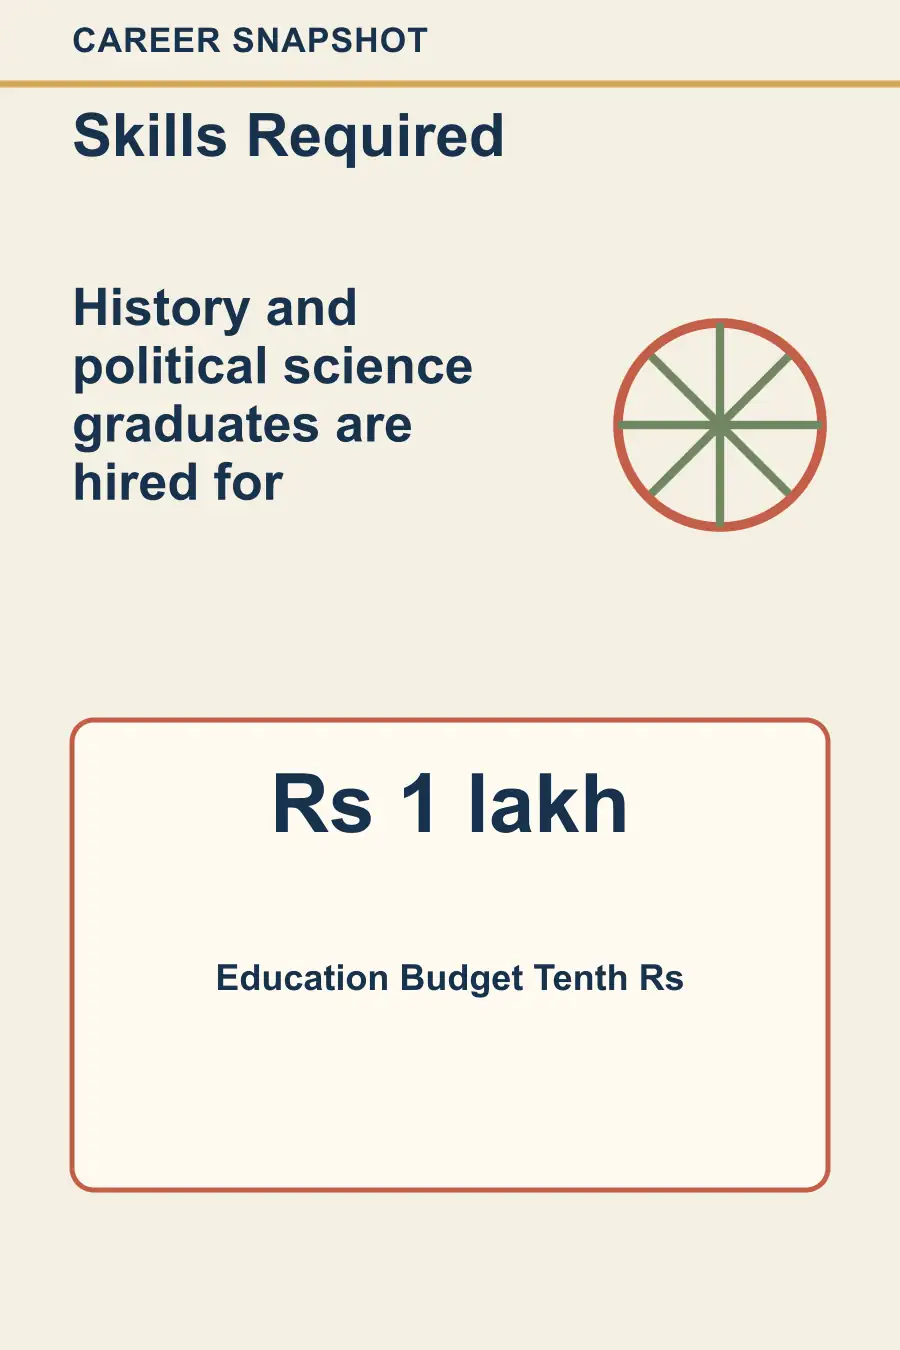 CAREER SNAPSHOT
Skills Required
History and
political science
graduates are
hired for
Rs 1 lakh
Education Budget Tenth Rs